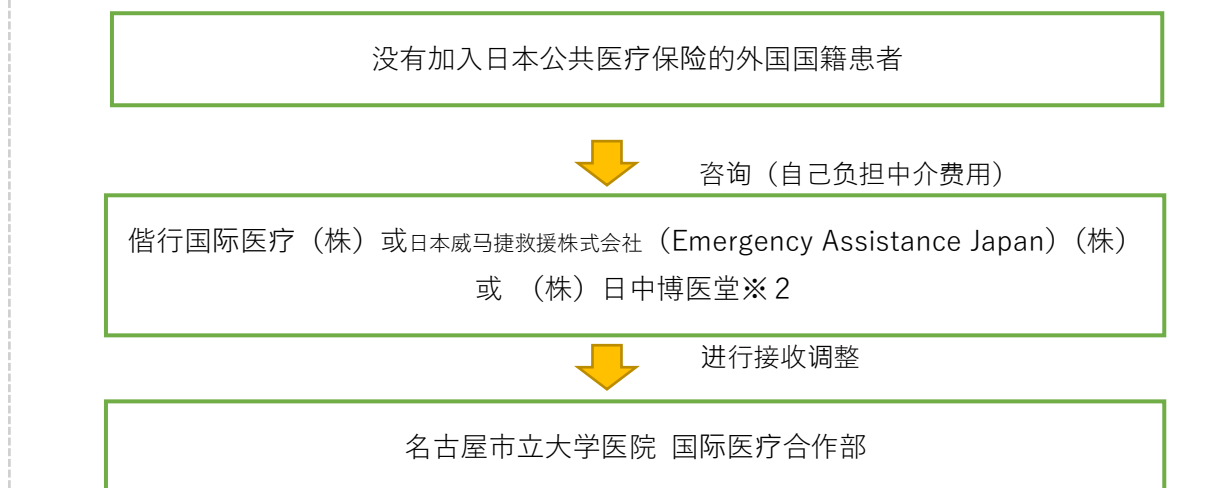 没有加入日本公共医疗保险的外国国籍患者
咨询（自己负担中介费用）
偕行国际医疗（株）或日本威马捷救援株式会社（Emergency Assistance Japan）（株）
或 （株）日中博医堂※２
进行接收调整
名古屋市立大学医院 国际医疗合作部